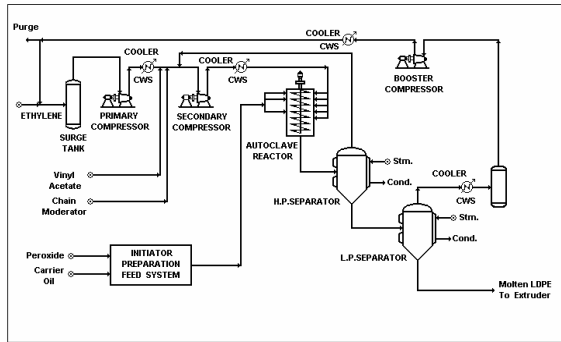 Purge
COOLER
CWS
BOOSTER
COMPRESSOR
COOLER
CWS
COOLER
CWS
ETHYLENE
PRIMARY
COMPRESSOR
SURGE
TANK
SECONDARY
COMPRESSOR
AUTOCLAVE
REACTOR
Vinyl
Acetate
Chain
Moderator
Stm.
Cond.
H.P.SEPARATOR
COOLER
CWS
Stm.
Cond.
L.P.SEPARATOR
Peroxide
Carrier
Oil
INITIATOR
PREPARATION
FEED SYSTEM
Molten LDPE
To Extruder